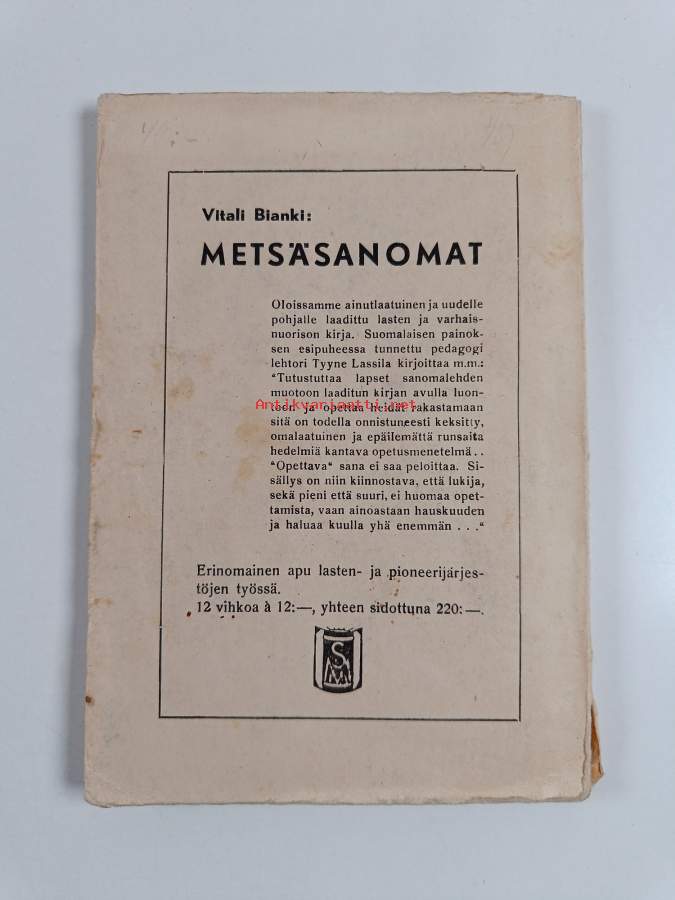 Vitali Bianki:
METSÄSANOMAT
Oloissamme ainutlaatuinen ja uudelle
pohjalle laadittu lasten ja varhais-
nuorison kirja. Suomalaisen painok-
sen esipuheessa tunnettu pedagogi
lehtori Tyyne Lassila kirjoittaa m.m.:
"Tutustuttaa lapset sanomalehden
muotoon laaditun kirjan avulla luon-
toon ja opettaa heidät rakastamaan
Antikvariaatti.net
sitä on todella onnistuneesti keksitty,
omalaatuinen ja epäilemättä runsaita
hedelmiä kantava opetusmenetelmä..
"Opettava" sana ei saa peloittaa. Si-
sällys on niin kiinnostava, että lukija,
sekä pieni että suuri, ei huomaa opet-
tamista, vaan ainoastaan hauskuuden
ja haluaa kuulla yhä enemmän . . ."
Erinomainen apu lasten- ja pioneerijärjes-
töjen työssä.
12 vihkoa à 12:—, yhteen sidottuna 220:—.